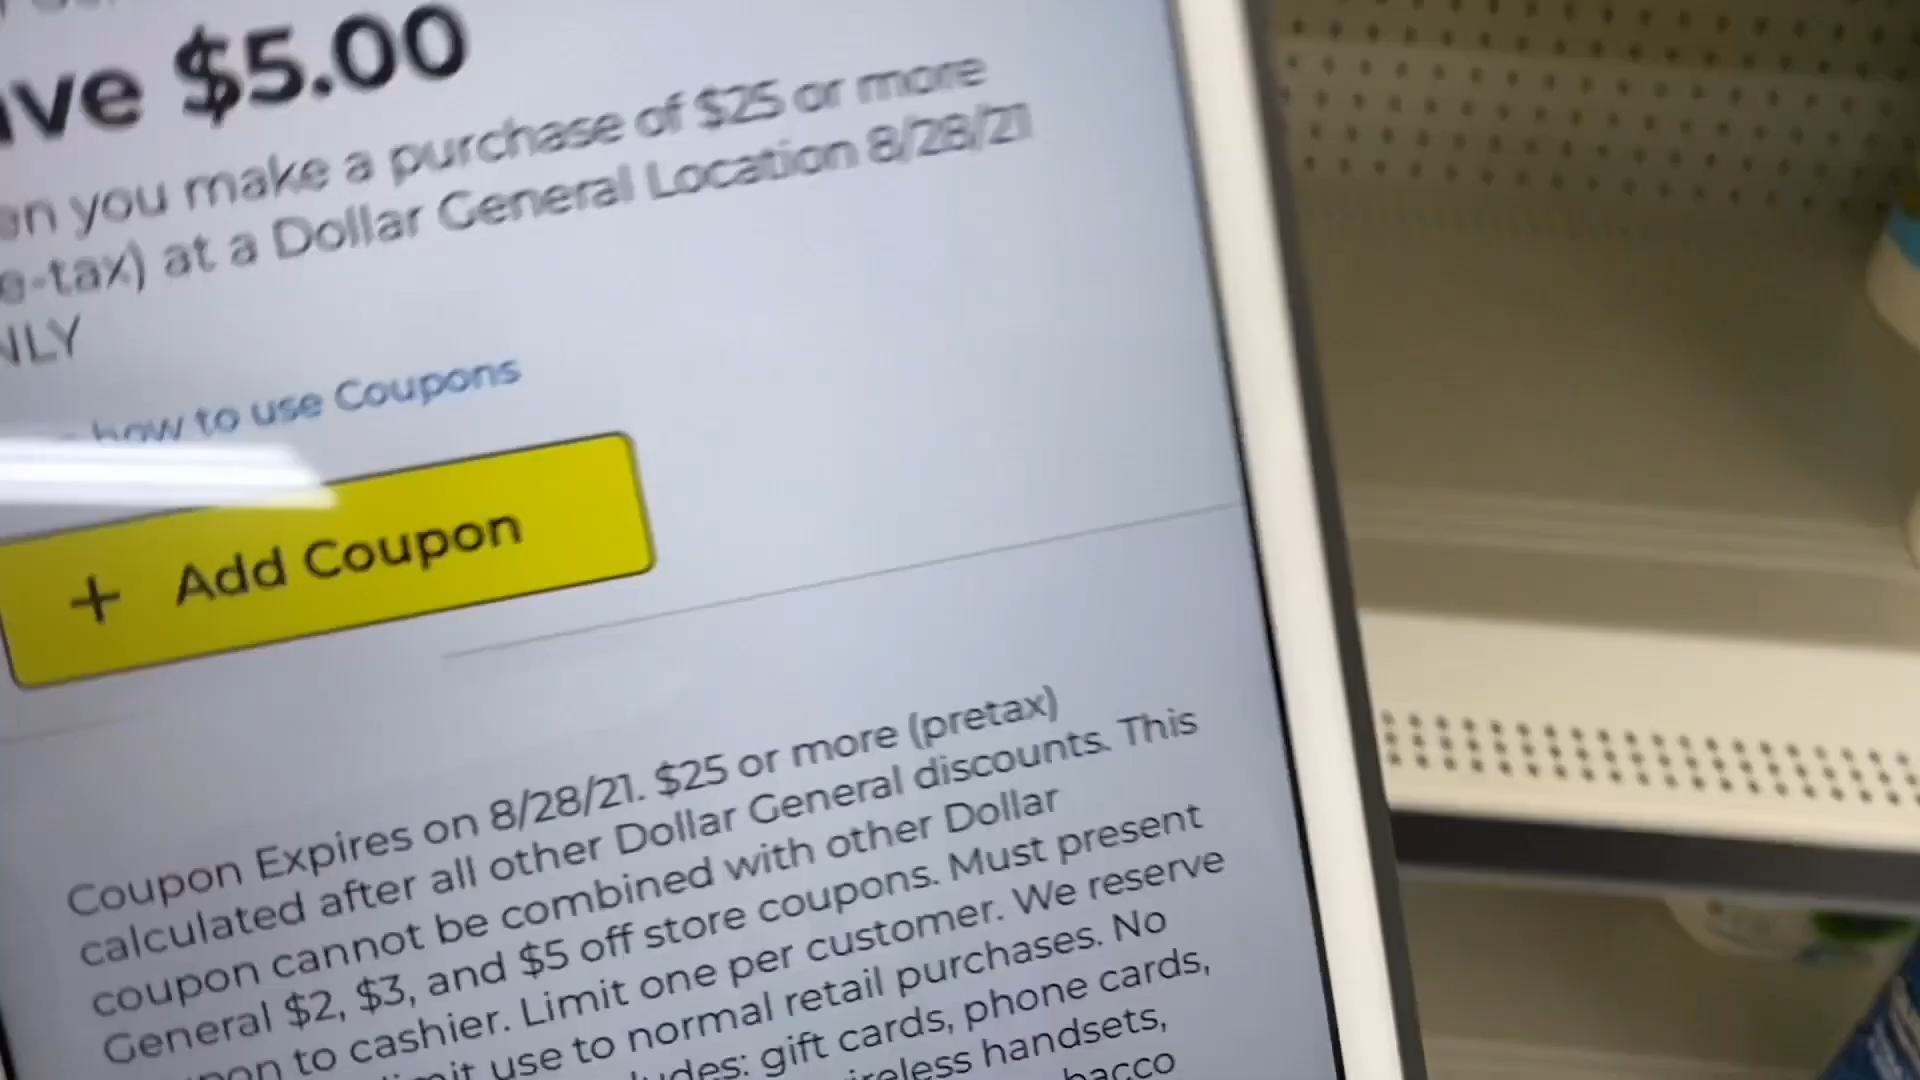 ve $5.00
en you make a purchase of $25 or more
e-tax) at a Dollar General Location 8/28/21
NLY
how to use Coupons
+ Add Coupon
Coupon Expires on 8/28/21. $25 or more (pretax)
calculated after all other Dollar General discounts. This
coupon cannot be combined with other Dollar
General $2, $3, and $5 off store coupons. Must present
pon to cashier. Limit one per customer. We reserve
mit use to normal retail purchases. No
udes: gift cards, phone cards,
ireless handsets,
bacco